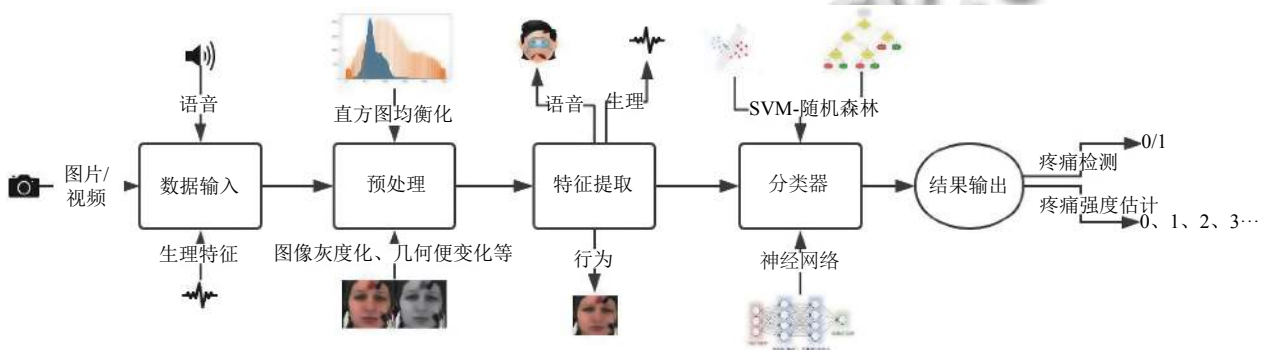 语音
直方图均衡化
语音
生理
SVM-随机森林
图片/
视频
数据输入
预处理
特征提取
分类器
结果输出
疼痛检测
0/1
疼痛强度估计
0、1、2、3…
生理特征
图像灰度化、几何便变化等
行为
神经网络